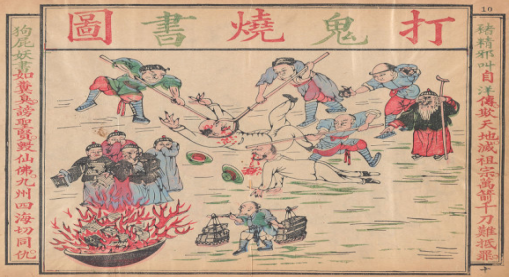 10
打鬼燒書圖
豬精邪叫自洋傳欺天地滅祖宗萬箭千刀難抵罪
狗屁妖書如糞臭謗聖賢毀仙佛九州四海切同仇
十